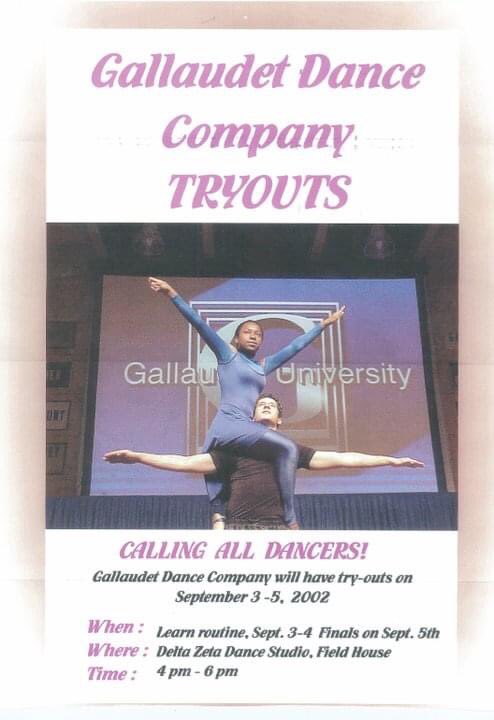 Gallaudet Dance
Company
TRYOUTS
Gallau University
CALLING ALL DANCERS!
Gallaudet Dance Company will have try-outs on
September 3 -5, 2002
When : Learn routine, Sept. 3-4 Finals on Sept. 5th
Where : Delta Zeta Dance Studio, Field House
Time : 4 pm - 6 pm